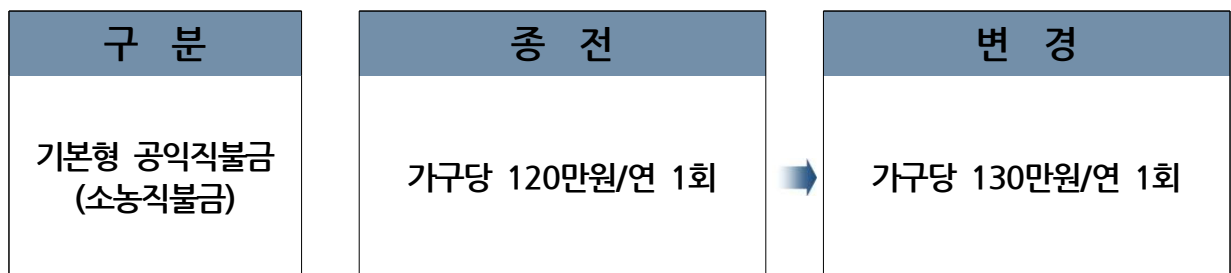 구 분
종 전
변 경
기본형 공익직불금
(소농직불금)
가구당 120만원/연 1회
가구당 130만원/연 1회